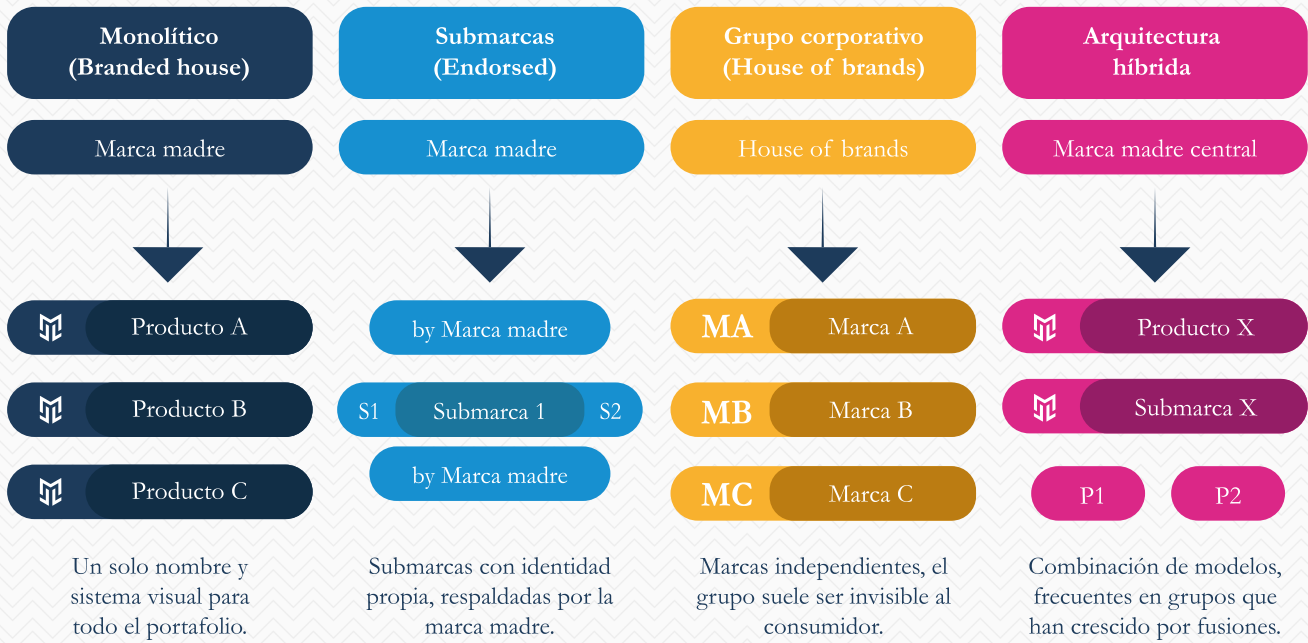 Monolítico
(Branded house)
Marca madre
Producto A
Producto B
Producto C
Un solo nombre y
sistema visual para
todo el portafolio.
Submarcas
(Endorsed)
Marca madre
by Marca madre
S1 Submarca 1 S2
by Marca madre
Submarcas con identidad
propia, respaldadas por la
marca madre.
Grupo corporativo
(House of brands)
House of brands
MA Marca A
MB Marca B
MC Marca C
Marcas independientes, el
grupo suele ser invisible al
consumidor.
Arquitectura
híbrida
Marca madre central
Producto X
Submarca X
P1 P2
Combinación de modelos,
frecuentes en grupos que
han crescido por fusiones.